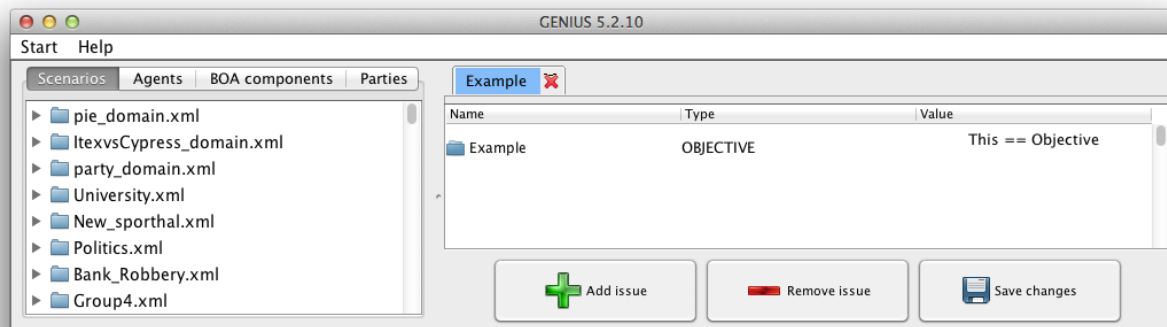 GENIUS 5.2.10
Start Help
Scenarios Agents BOA components Parties
pie_domain.xml
ItexvsCypress_domain.xml
party_domain.xml
University.xml
New_sporthal.xml
Politics.xml
Bank_Robbery.xml
Group4.xml
Example
Name Type Value
Example OBJECTIVE This == Objective
Add issue Remove issue Save changes